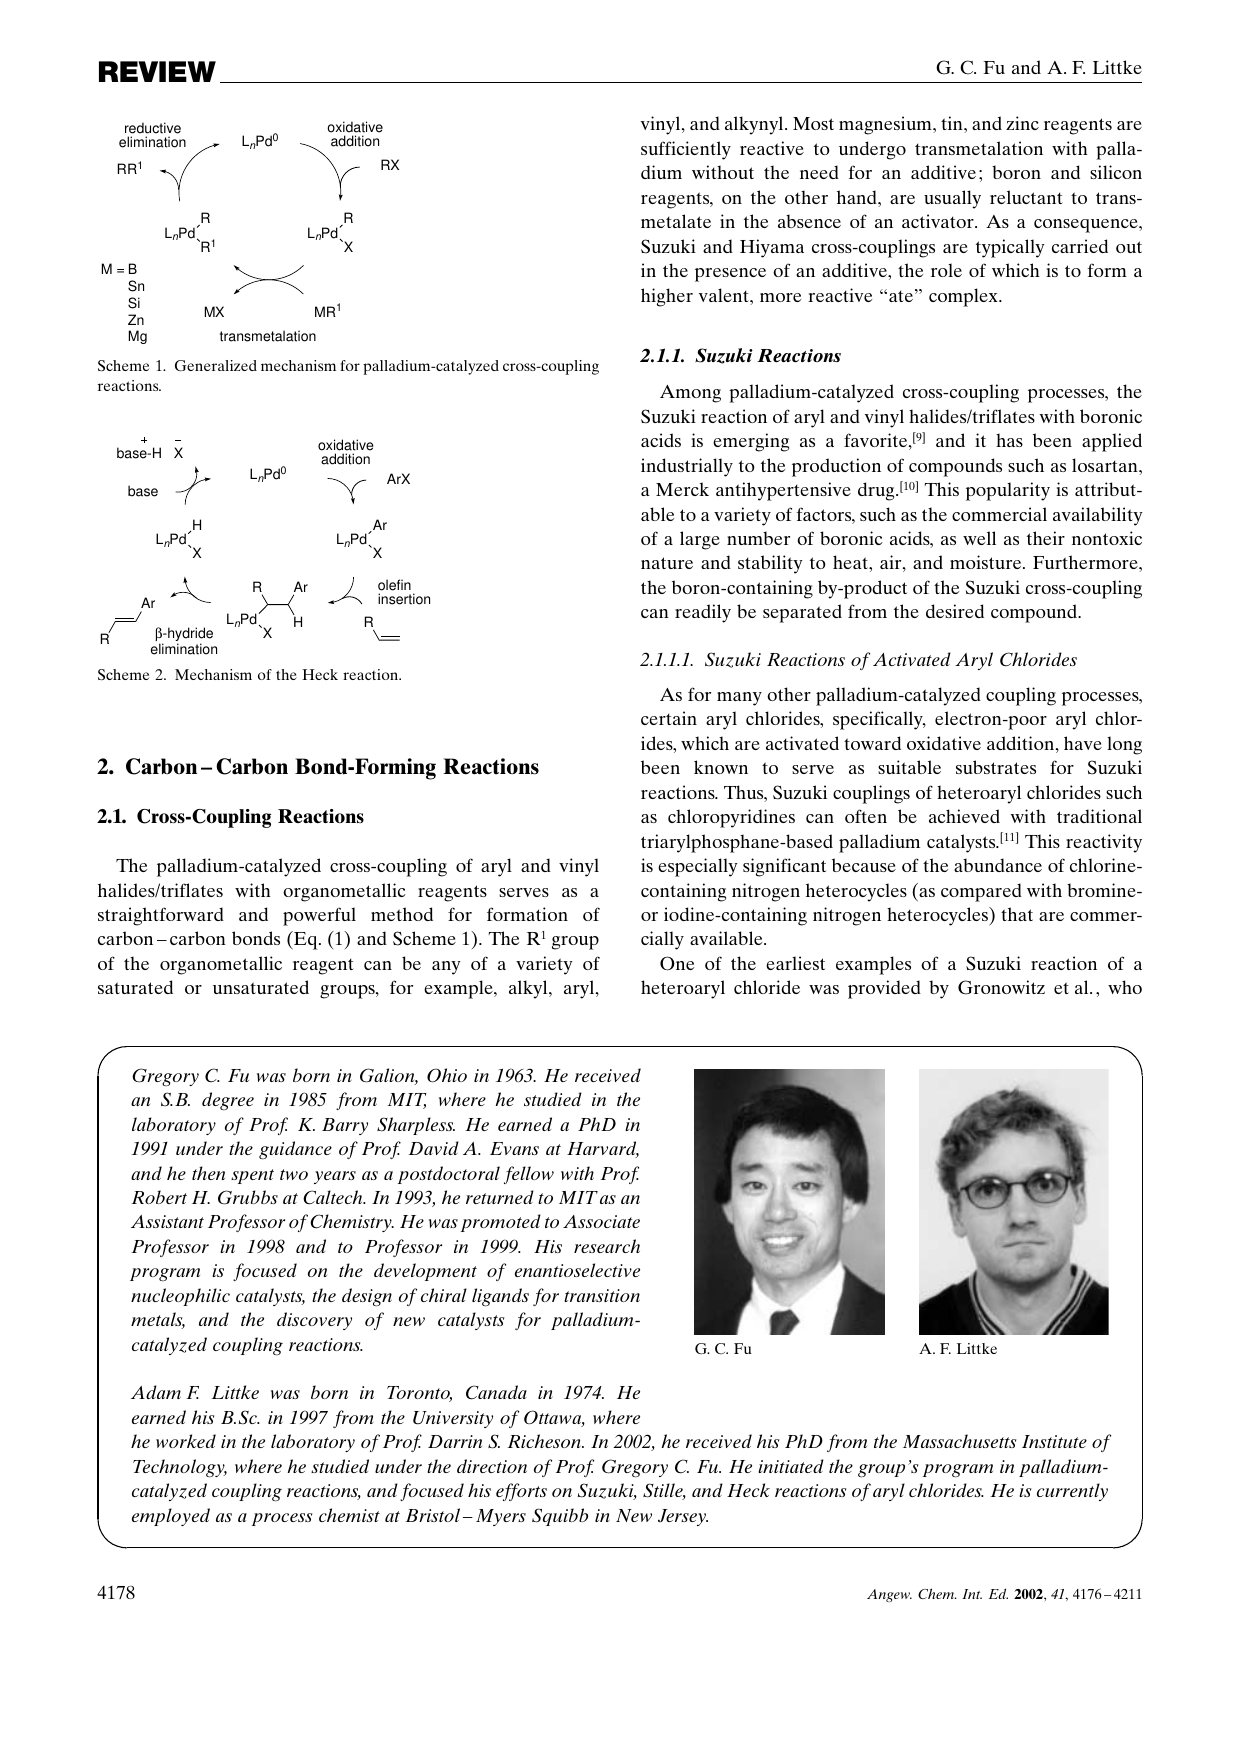 REVIEW
G. C. Fu and A. F. Littke
reductive
elimination
LnPd0
oxidative
addition
RR1
RX
R
LnPd
R1
R
LnPd
X
M = B
Sn
Si
Zn
Mg
MX
MR1
transmetalation
Scheme 1. Generalized mechanism for palladium-catalyzed cross-coupling
reactions.
+ –
base-H X
LnPd0
oxidative
addition
ArX
base
H
LnPd
X
Ar
LnPd
X
R Ar
LnPd
X
H
olefin
insertion
R
Ar
R
β-hydride
elimination
Scheme 2. Mechanism of the Heck reaction.
2. Carbon – Carbon Bond-Forming Reactions
2.1. Cross-Coupling Reactions
The palladium-catalyzed cross-coupling of aryl and vinyl
halides/triflates with organometallic reagents serves as a
straightforward and powerful method for formation of
carbon – carbon bonds (Eq. (1) and Scheme 1). The R1 group
of the organometallic reagent can be any of a variety of
saturated or unsaturated groups, for example, alkyl, aryl,
vinyl, and alkynyl. Most magnesium, tin, and zinc reagents are
sufficiently reactive to undergo transmetalation with palla-
dium without the need for an additive; boron and silicon
reagents, on the other hand, are usually reluctant to trans-
metalate in the absence of an activator. As a consequence,
Suzuki and Hiyama cross-couplings are typically carried out
in the presence of an additive, the role of which is to form a
higher valent, more reactive “ate” complex.
2.1.1. Suzuki Reactions
Among palladium-catalyzed cross-coupling processes, the
Suzuki reaction of aryl and vinyl halides/triflates with boronic
acids is emerging as a favorite,[9] and it has been applied
industrially to the production of compounds such as losartan,
a Merck antihypertensive drug.[10] This popularity is attribut-
able to a variety of factors, such as the commercial availability
of a large number of boronic acids, as well as their nontoxic
nature and stability to heat, air, and moisture. Furthermore,
the boron-containing by-product of the Suzuki cross-coupling
can readily be separated from the desired compound.
2.1.1.1. Suzuki Reactions of Activated Aryl Chlorides
As for many other palladium-catalyzed coupling processes,
certain aryl chlorides, specifically, electron-poor aryl chlor-
ides, which are activated toward oxidative addition, have long
been known to serve as suitable substrates for Suzuki
reactions. Thus, Suzuki couplings of heteroaryl chlorides such
as chloropyridines can often be achieved with traditional
triarylphosphane-based palladium catalysts.[11] This reactivity
is especially significant because of the abundance of chlorine-
containing nitrogen heterocycles (as compared with bromine-
or iodine-containing nitrogen heterocycles) that are commer-
cially available.
One of the earliest examples of a Suzuki reaction of a
heteroaryl chloride was provided by Gronowitz et al., who
Gregory C. Fu was born in Galion, Ohio in 1963. He received
an S.B. degree in 1985 from MIT, where he studied in the
laboratory of Prof. K. Barry Sharpless. He earned a PhD in
1991 under the guidance of Prof. David A. Evans at Harvard,
and he then spent two years as a postdoctoral fellow with Prof.
Robert H. Grubbs at Caltech. In 1993, he returned to MIT as an
Assistant Professor of Chemistry. He was promoted to Associate
Professor in 1998 and to Professor in 1999. His research
program is focused on the development of enantioselective
nucleophilic catalysts, the design of chiral ligands for transition
metals, and the discovery of new catalysts for palladium-
catalyzed coupling reactions.
G. C. Fu
A. F. Littke
Adam F. Littke was born in Toronto, Canada in 1974. He
earned his B.Sc. in 1997 from the University of Ottawa, where
he worked in the laboratory of Prof. Darrin S. Richeson. In 2002, he received his PhD from the Massachusetts Institute of
Technology, where he studied under the direction of Prof. Gregory C. Fu. He initiated the group’s program in palladium-
catalyzed coupling reactions, and focused his efforts on Suzuki, Stille, and Heck reactions of aryl chlorides. He is currently
employed as a process chemist at Bristol – Myers Squibb in New Jersey.
4178
Angew. Chem. Int. Ed. 2002, 41, 4176 – 4211